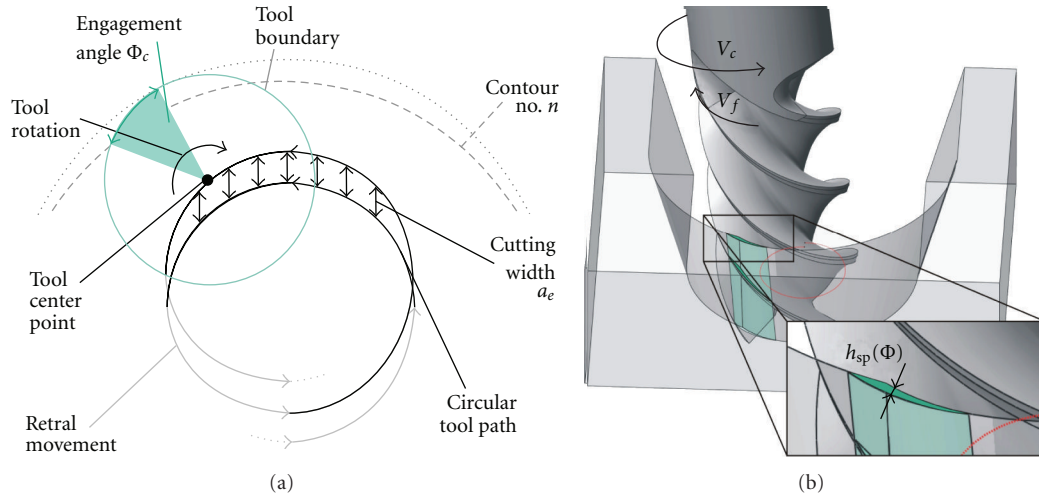 Engagement
angle Φc
Tool
boundary
Contour
no. n
Tool
rotation
Cutting
width
ae
Tool
center
point
Retral
movement
Circular
tool path
(a)
Vc
Vf
hsp(Φ)
(b)